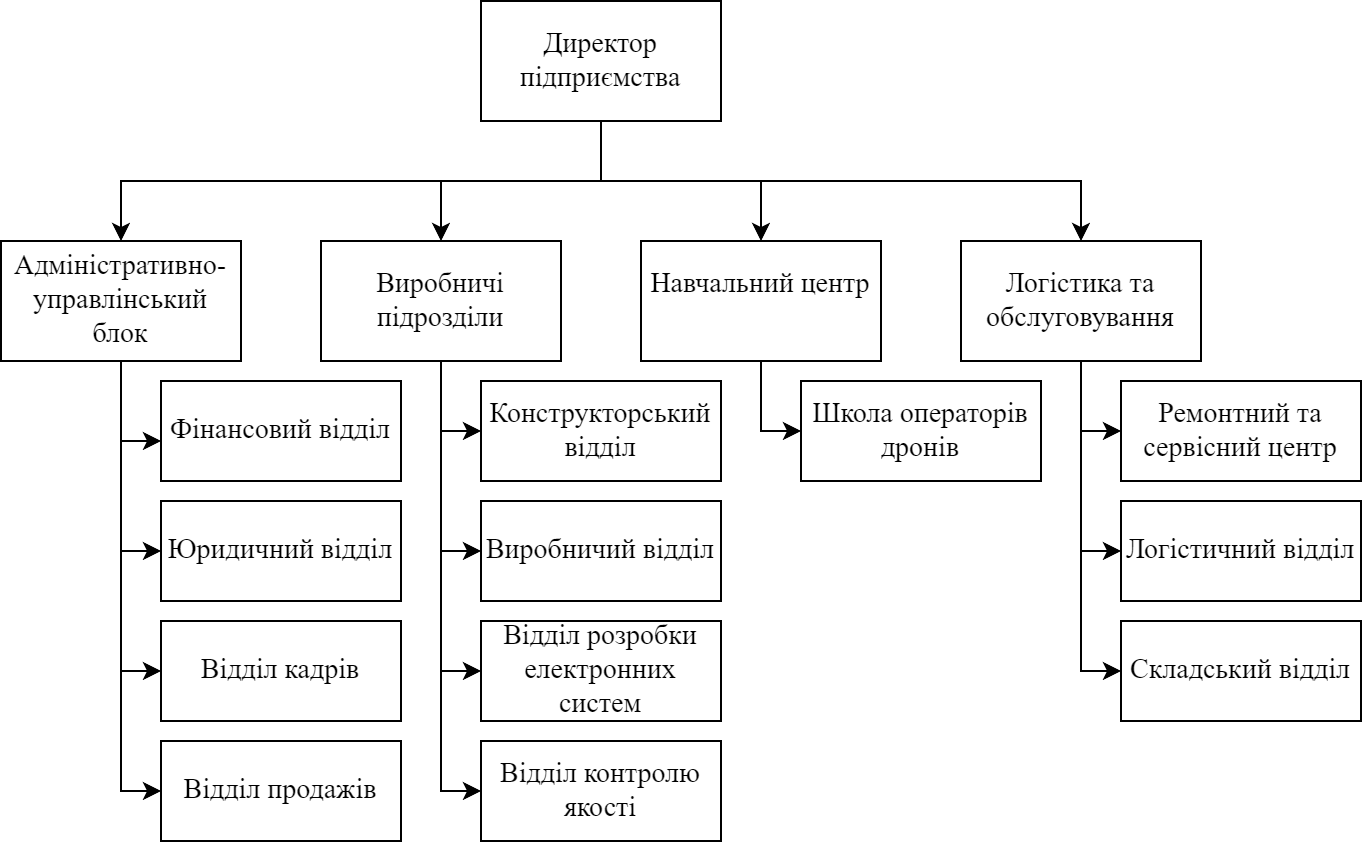 Директор
підприємства
Адміністративно-
управлінський
блок
Виробничі
підрозділи
Навчальний центр
Логістика та
обслуговування
Фінансовий відділ
Юридичний відділ
Відділ кадрів
Відділ продажів
Конструкторський
відділ
Виробничий відділ
Відділ розробки
електронних
систем
Відділ контролю
якості
Школа операторів
дронів
Ремонтний та
сервісний центр
Логістичний відділ
Складський відділ